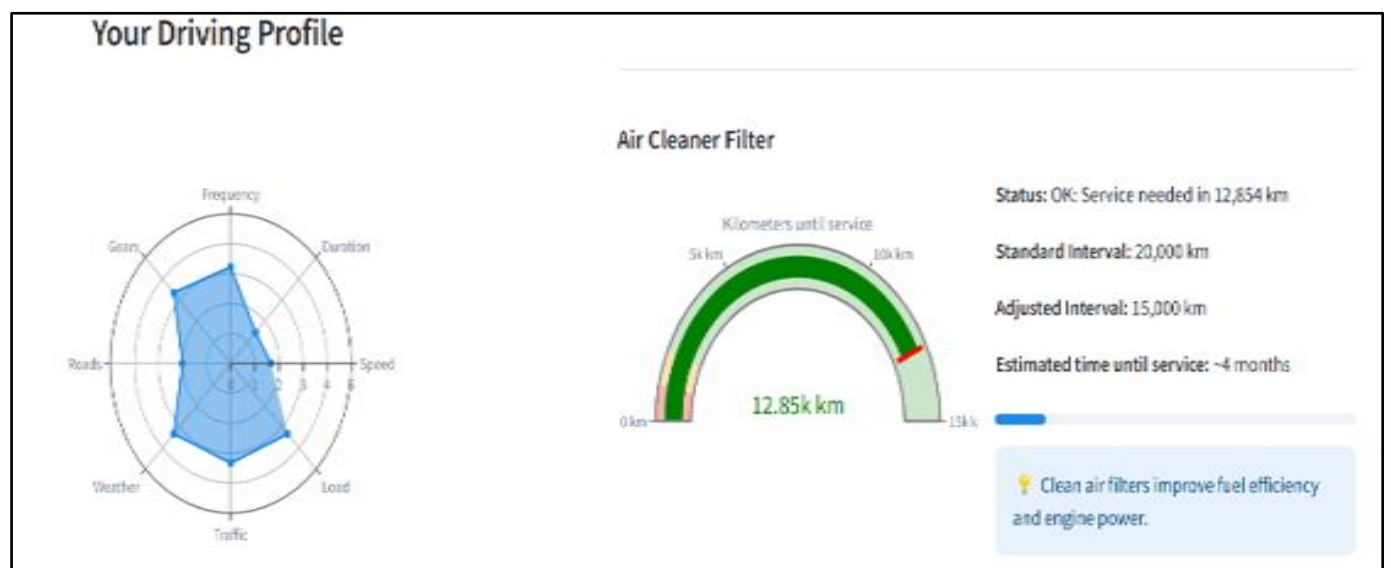 Your Driving Profile
Frequency
Gears
Duration
Roads
0 1 2 3 4 5
Speed
Weather
Load
Traffic
Air Cleaner Filter
Kilometers until service
5k km
10k km
0 km
15k k
12.85k km
Status: OK: Service needed in 12,854 km
Standard Interval: 20,000 km
Adjusted Interval: 15,000 km
Estimated time until service: ~4 months
Clean air filters improve fuel efficiency
and engine power.